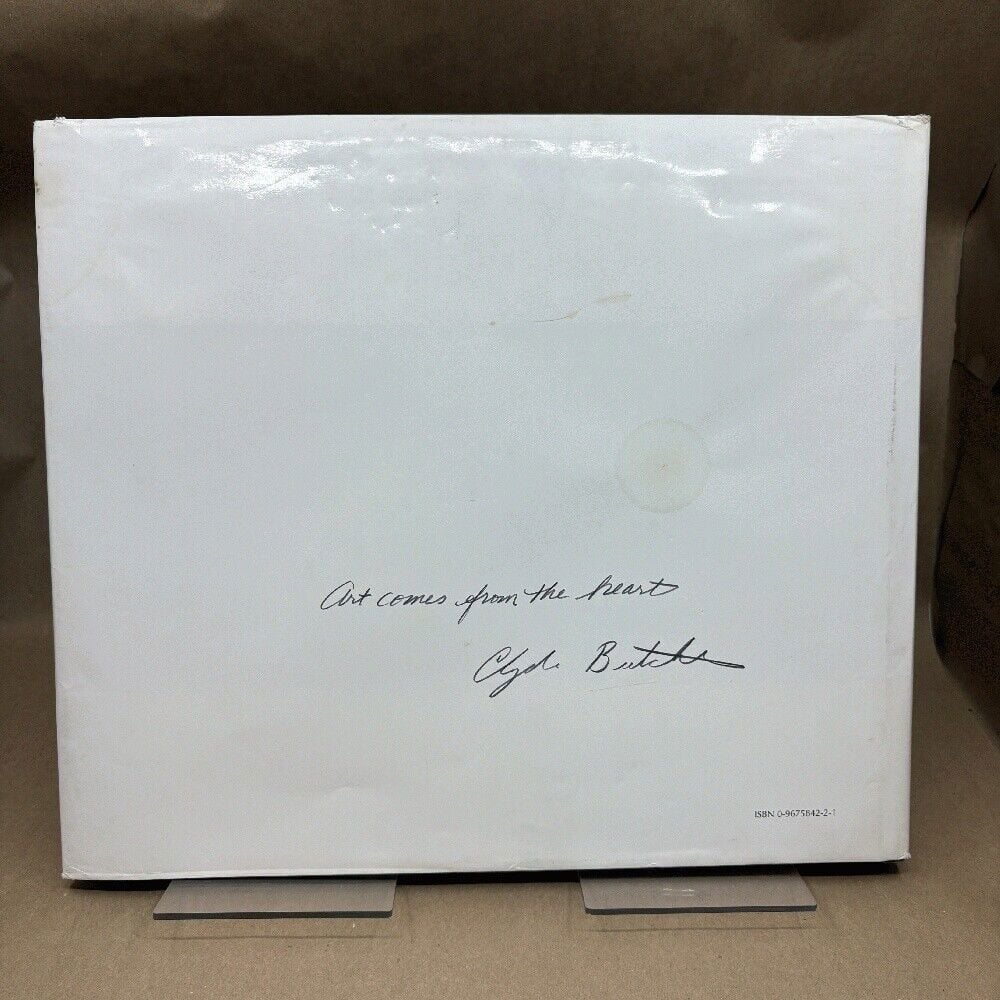 Art comes from the heart
Clyde Butcher
ISBN 0-9675842-2-1